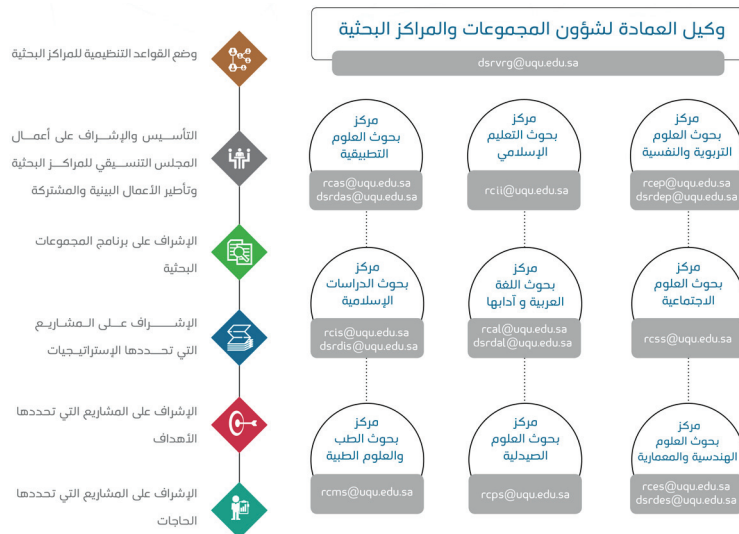 وكيل العمادة لشؤون المجموعات والمراكز البحثية
dsrvrg@uqu.edu.sa
مركز
بحوث العلوم
التربوية والنفسية
rcep@uqu.edu.sa
dsrdep@uqu.edu.sa
مركز
بحوث التعليم
الإسلامي
rcii@uqu.edu.sa
مركز
بحوث العلوم
التطبيقية
rcas@uqu.edu.sa
dsrdas@uqu.edu.sa
مركز
بحوث العلوم
الاجتماعية
rcss@uqu.edu.sa
مركز
بحوث اللغة
العربية و آدابها
rcal@uqu.edu.sa
dsrdal@uqu.edu.sa
مركز
بحوث الدراسات
الإسلامية
rcis@uqu.edu.sa
dsrdis@uqu.edu.sa
مركز
بحوث العلوم
الهندسية والمعمارية
rces@uqu.edu.sa
dsrdes@uqu.edu.sa
مركز
بحوث العلوم
الصيدلية
rcps@uqu.edu.sa
مركز
بحوث الطب
والعلوم الطبية
rcms@uqu.edu.sa
وضع القواعد التنظيمية للمراكز البحثية
التأسيس والإشراف على أعمال
المجلس التنسيقي للمراكز البحثية
وتأطير الأعمال البينية والمشتركة
الإشراف على برنامج المجموعات
البحثية
الإشراف على المشاريع
التي تحددها الإستراتيجيات
الإشراف على المشاريع التي تحددها
الأهداف
الإشراف على المشاريع التي تحددها
الحاجات